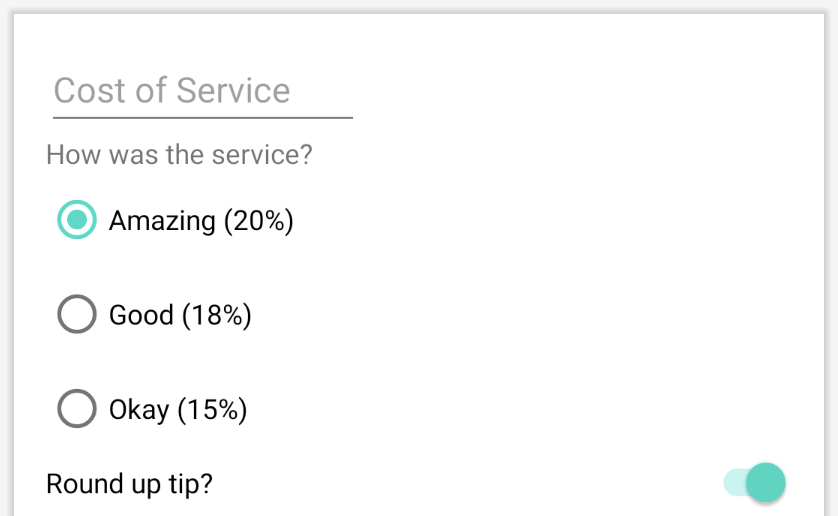 Cost of Service
How was the service?
Amazing (20%)
Good (18%)
Okay (15%)
Round up tip?